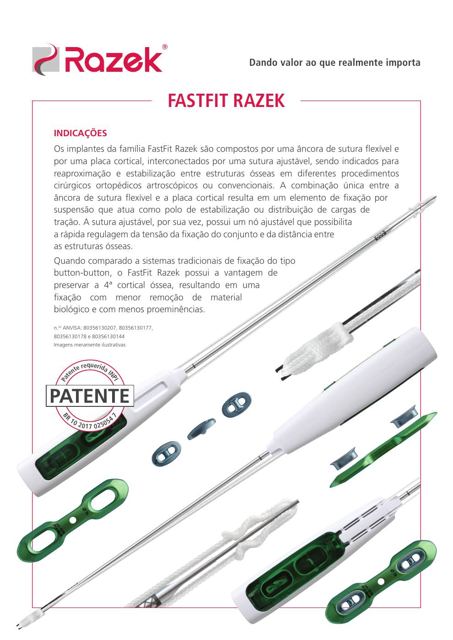 Razek®
Dando valor ao que realmente importa
FASTFIT RAZEK
INDICAÇÕES
Os implantes da família FastFit Razek são compostos por uma âncora de sutura flexível e
por uma placa cortical, interconectados por uma sutura ajustável, sendo indicados para
reaproximação e estabilização entre estruturas ósseas em diferentes procedimentos
cirúrgicos ortopédicos artroscópicos ou convencionais. A combinação única entre a
âncora de sutura flexível e a placa cortical resulta em um elemento de fixação por
suspensão que atua como polo de estabilização ou distribuição de cargas de
tração. A sutura ajustável, por sua vez, possui um nó ajustável que possibilita
a rápida regulagem da tensão da fixação do conjunto e da distância entre
as estruturas ósseas.
Quando comparado a sistemas tradicionais de fixação do tipo
button-button, o FastFit Razek possui a vantagem de
preservar a 4ª cortical óssea, resultando em uma
fixação com menor remoção de material
biológico e com menos proeminências.
n.os ANVISA: 80356130207, 80356130177,
80356130178 e 80356130144
Imagens meramente ilustrativas
Patente requerida (INPI)
PATENTE
BR 10 2017 025054 7